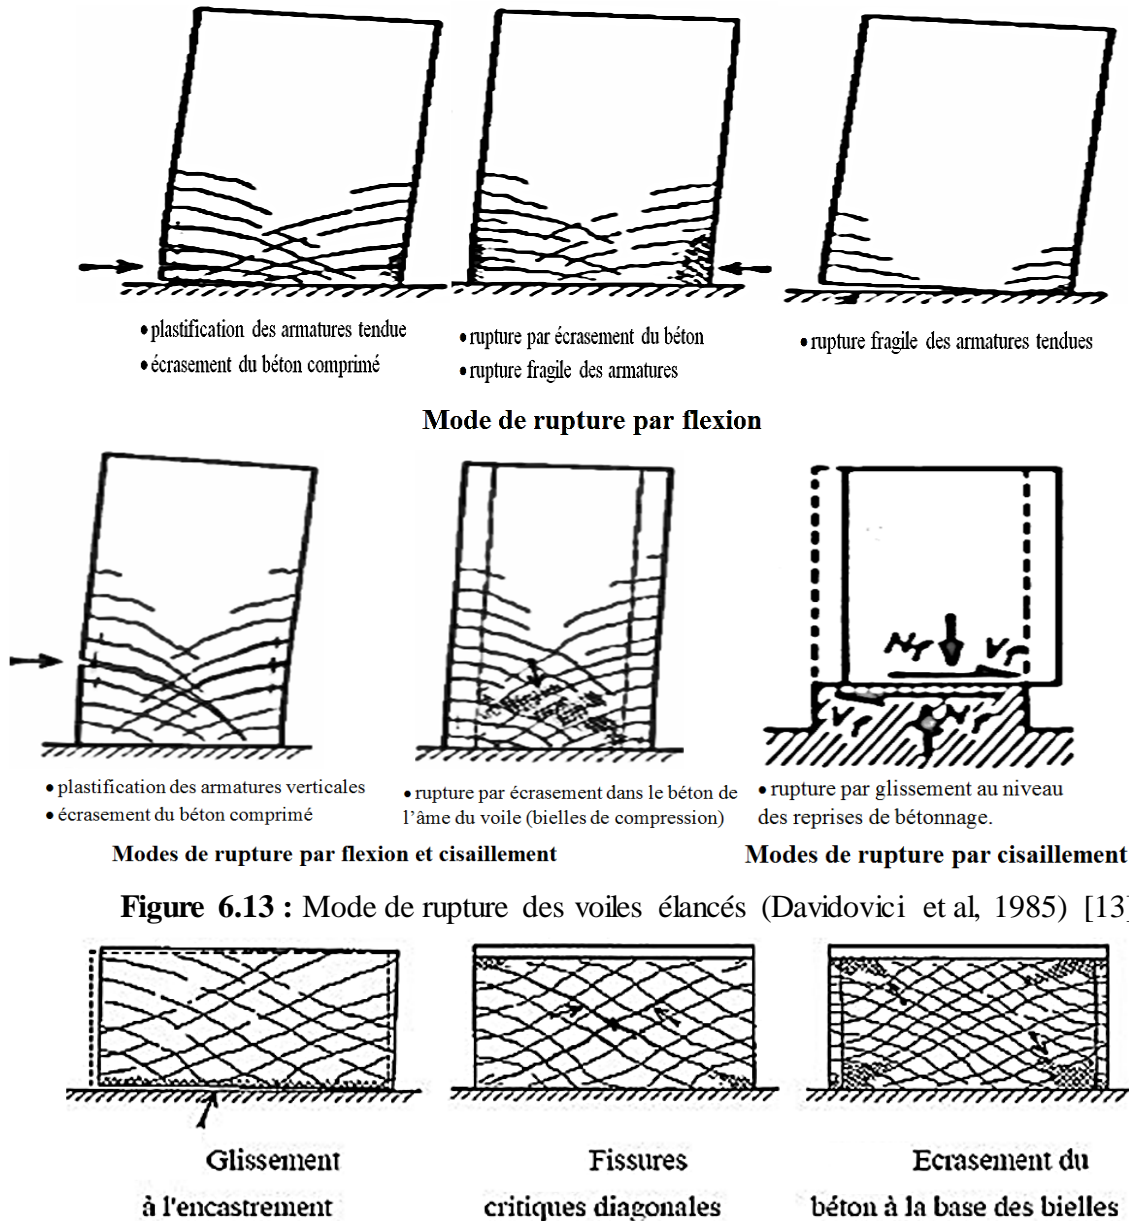 • plastification des armatures tendue
• écrasement du béton comprimé
• rupture par écrasement du béton
• rupture fragile des armatures
• rupture fragile des armatures tendues
Mode de rupture par flexion
Nr Vr
Vr Nr
• plastification des armatures verticales
• écrasement du béton comprimé
• rupture par écrasement dans le béton de
l'âme du voile (bielles de compression)
• rupture par glissement au niveau
des reprises de bétonnage.
Modes de rupture par flexion et cisaillement
Modes de rupture par cisaillement
Figure 6.13 : Mode de rupture des voiles élancés (Davidovici et al, 1985) [13]
Glissement
à l'encastrement
Fissures
critiques diagonales
Ecrasement du
béton à la base des bielles